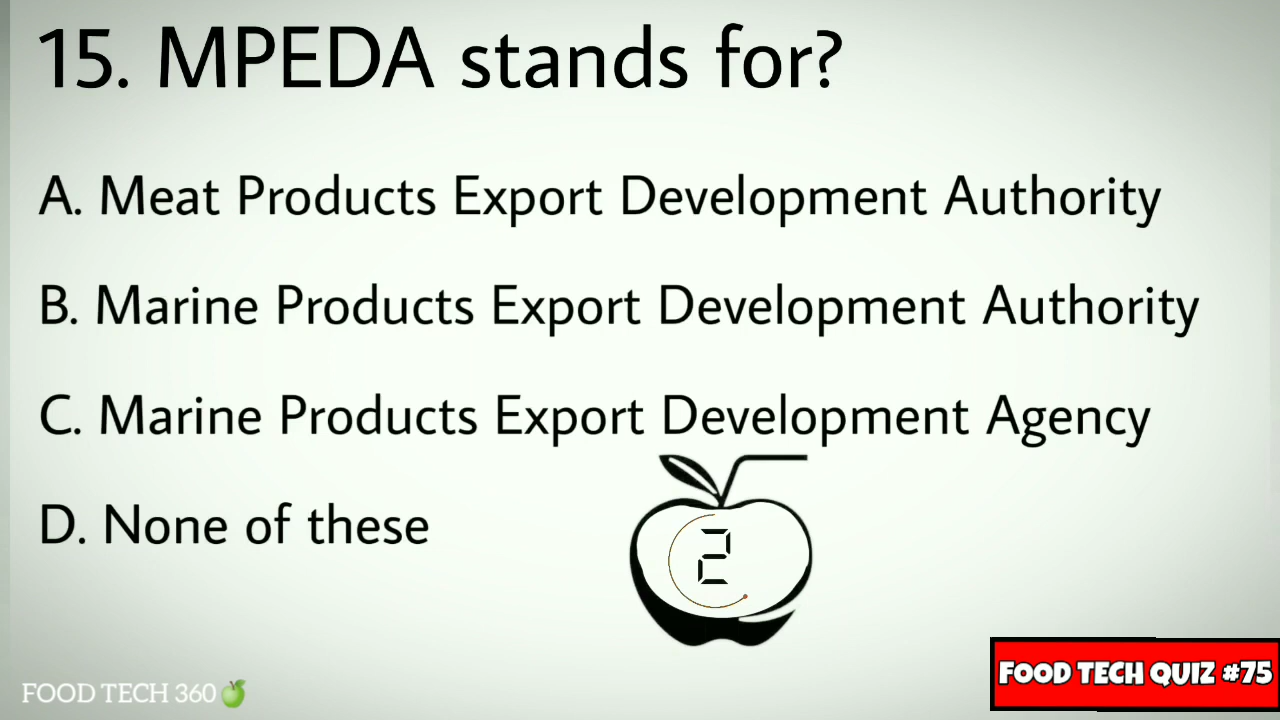 15. MPEDA stands for?
A. Meat Products Export Development Authority
B. Marine Products Export Development Authority
C. Marine Products Export Development Agency
D. None of these
2
FOOD TECH 360
FOOD TECH QUIZ #75